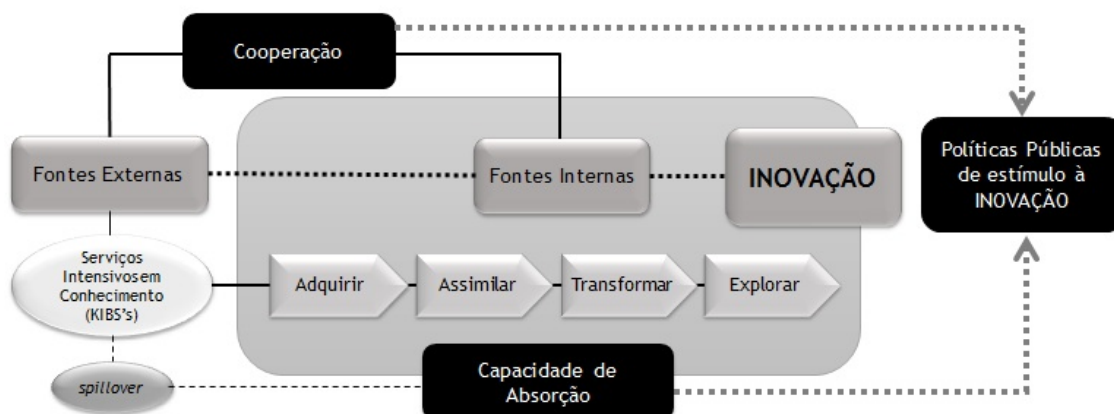 Cooperação
Fontes Externas
Fontes Internas
INOVAÇÃO
Políticas Públicas
de estímulo à
INOVAÇÃO
Serviços
Intensivosem
Conhecimento
(KIBS's)
Adquirir
Assimilar
Transformar
Explorar
spillover
Capacidade de
Absorção